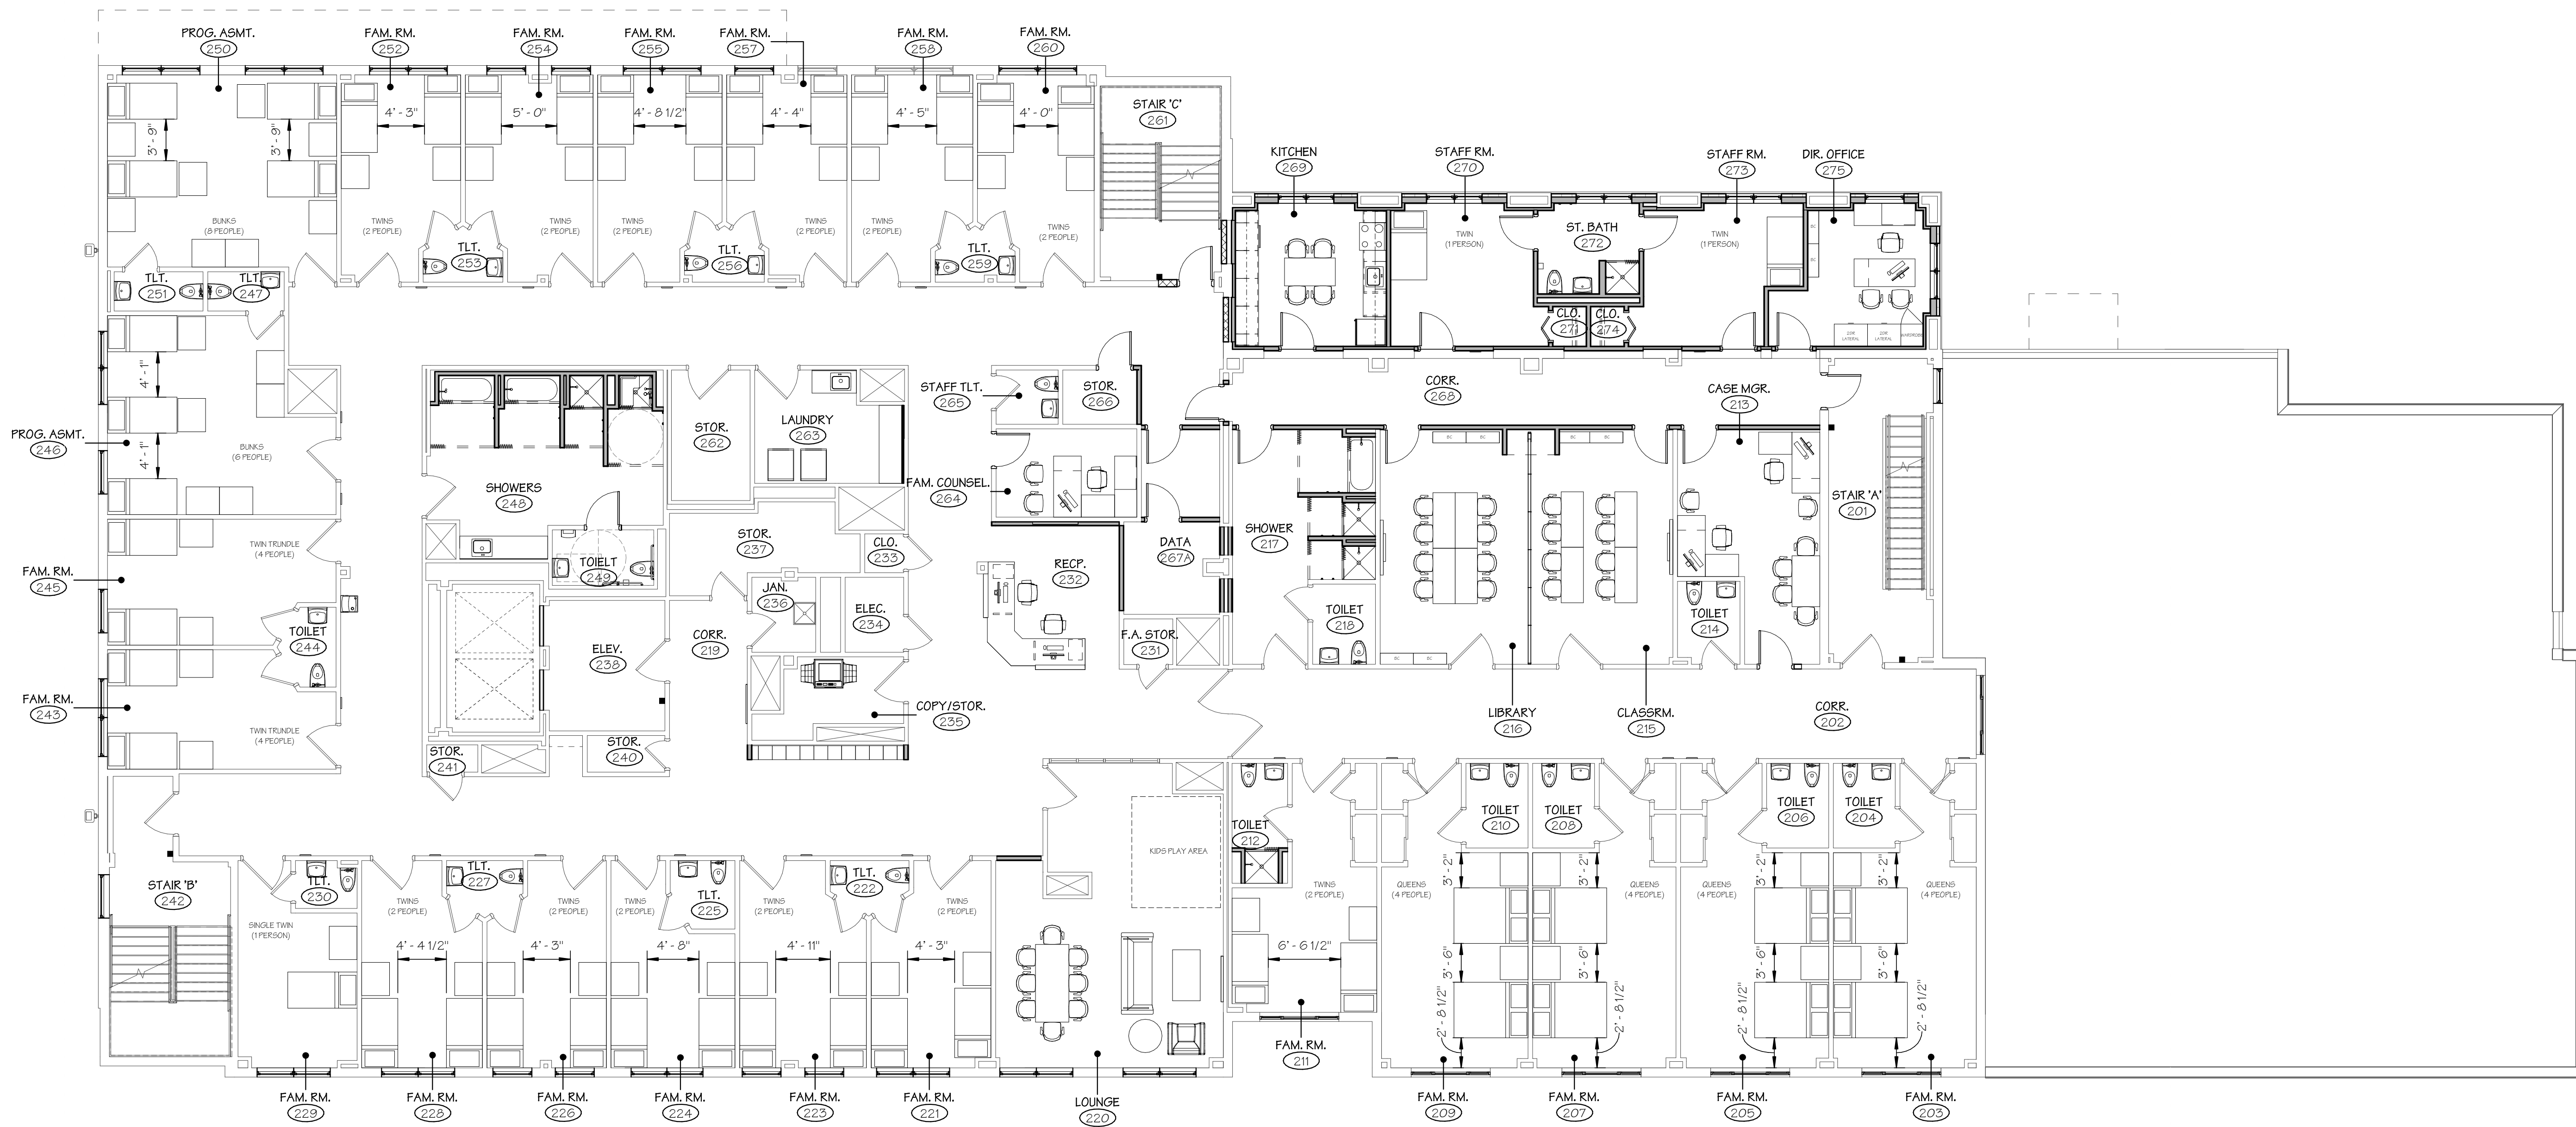 PROG. ASMT.
250
FAM. RM.
252
FAM. RM.
254
FAM. RM.
255
FAM. RM.
257
FAM. RM.
258
FAM. RM.
260
4' - 3"
5' - 0"
4' - 8 1/2"
4' - 4"
4' - 5"
4' - 0"
3' - 9"
3' - 9"
STAIR 'C'
261
KITCHEN
269
STAFF RM.
270
STAFF RM.
273
DIR. OFFICE
275
BUNKS
(8 PEOPLE)
TWINS
(2 PEOPLE)
TWINS
(2 PEOPLE)
TWINS
(2 PEOPLE)
TWINS
(2 PEOPLE)
TWINS
(2 PEOPLE)
TWINS
(2 PEOPLE)
TLT.
253
TLT.
256
TLT.
259
TWIN
(1 PERSON)
ST. BATH
272
TWIN
(1 PERSON)
BC
BC
TLT.
251
TLT.
247
CLO.
271
CLO.
274
20R
LATERAL
20R
LATERAL
WARDROBE
4' - 1"
4' - 1"
PROG. ASMT.
246
BUNKS
(6 PEOPLE)
STOR.
262
LAUNDRY
263
STAFF TLT.
265
STOR.
266
CORR.
268
CASE MGR.
213
BC
BC
BC
BC
SHOWERS
248
FAM. COUNSEL.
264
STAIR 'A'
201
TWIN TRUNDLE
(4 PEOPLE)
FAM. RM.
245
STOR.
237
CLO.
233
TOIELT
249
RECP.
232
DATA
267A
SHOWER
217
JAN.
236
ELEC.
234
TOILET
244
ELEV.
238
CORR.
219
F.A. STOR.
231
TOILET
218
TOILET
214
BC
BC
FAM. RM.
243
TWIN TRUNDLE
(4 PEOPLE)
COPY/STOR.
235
LIBRARY
216
CLASSRM.
215
CORR.
202
STOR.
241
STOR.
240
KIDS PLAY AREA
TOILET
212
TOILET
210
TOILET
208
TOILET
206
TOILET
204
STAIR 'B'
242
TLT.
230
TLT.
227
TLT.
225
TLT.
222
SINGLE TWIN
(1 PERSON)
TWINS
(2 PEOPLE)
TWINS
(2 PEOPLE)
TWINS
(2 PEOPLE)
TWINS
(2 PEOPLE)
TWINS
(2 PEOPLE)
TWINS
(2 PEOPLE)
QUEENS
(4 PEOPLE)
QUEENS
(4 PEOPLE)
QUEENS
(4 PEOPLE)
QUEENS
(4 PEOPLE)
3' - 2"
3' - 2"
3' - 2"
3' - 2"
4' - 4 1/2"
4' - 3"
4' - 8"
4' - 11"
4' - 3"
6' - 6 1/2"
3' - 6"
3' - 6"
3' - 6"
3' - 6"
2' - 8 1/2"
2' - 8 1/2"
2' - 8 1/2"
2' - 8 1/2"
FAM. RM.
211
FAM. RM.
229
FAM. RM.
228
FAM. RM.
226
FAM. RM.
224
FAM. RM.
223
FAM. RM.
221
LOUNGE
220
FAM. RM.
209
FAM. RM.
207
FAM. RM.
205
FAM. RM.
203